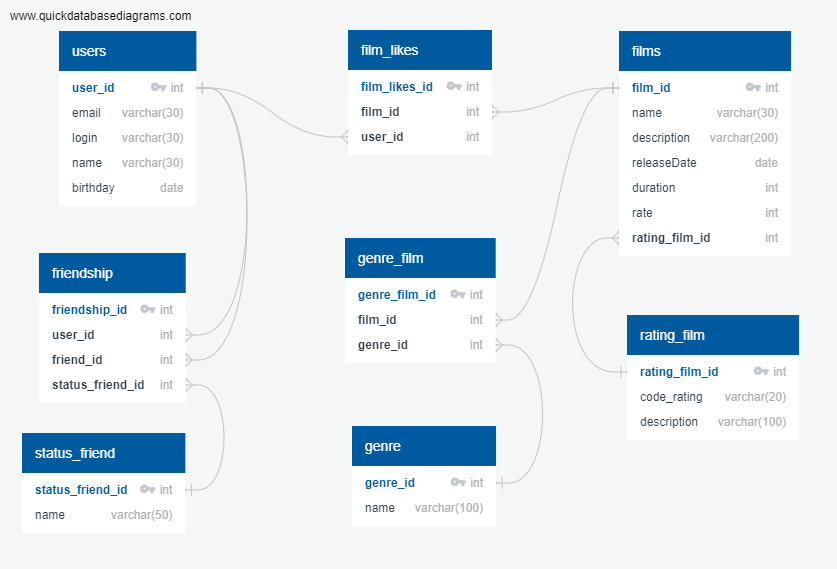 www.quickdatabasediagrams.com
users
user_id int
email varchar(30)
login varchar(30)
name varchar(30)
birthday date
film_likes
film_likes_id int
film_id int
user_id int
films
film_id int
name varchar(30)
description varchar(200)
releaseDate date
duration int
rate int
rating_film_id int
friendship
friendship_id int
user_id int
friend_id int
status_friend_id int
genre_film
genre_film_id int
film_id int
genre_id int
rating_film
rating_film_id int
code_rating varchar(20)
description varchar(100)
status_friend
status_friend_id int
name varchar(50)
genre
genre_id int
name varchar(100)